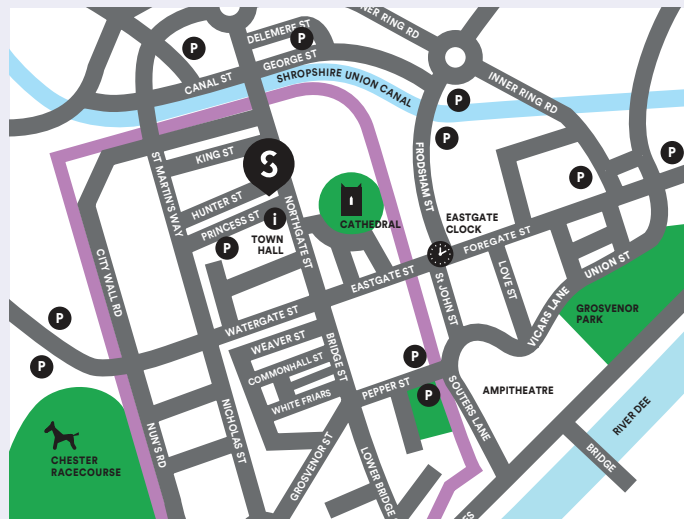 NER RING RD
DELEMERE ST
P
P
GEORGE ST
CANAL ST
SHROPSHIRE UNION CANAL
INNER RING RD
P
P
P
P
KING ST
S
ST MARTIN'S WAY
FRODSHAM ST
HUNTER ST
PRINCESS ST
i
NORTHGATE ST
CATHEDRAL
EASTGATE
CLOCK
TOWN
HALL
P
FOREGATE ST
CITY WALL RD
EASTGATE ST
LOVE ST
UNION ST
St JOHN ST
VICARS LANE
GROSVENOR
PARK
WATERGATE ST
P
WEAVER ST
BRIDGE ST
COMMONHALL ST
P
P
PEPPER ST
P
WHITE FRIARS
AMPITHEATRE
SOUTERS LANE
NUN'S RD
NICHOLAS ST
GROSVENOR ST
LOWER BRIDGE
RIVER DEE
BRIDGE
CHESTER
RACECOURSE
ES